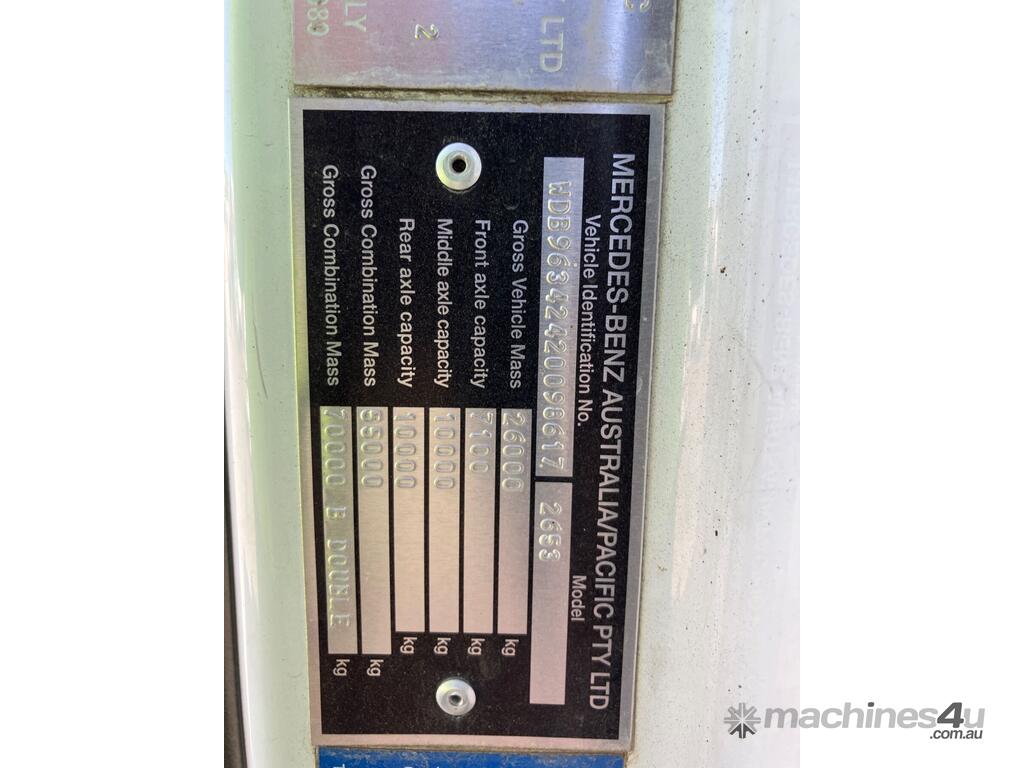 LY
2
LTD
MERCEDES-BENZ AUSTRALIA/PACIFIC PTY LTD
Vehicle Identification No. Model
WDB96342420098617 2653
Gross Vehicle Mass 26000 kg
Front axle capacity 7100 kg
Middle axle capacity 10000 kg
Rear axle capacity 10000 kg
Gross Combination Mass 55000 kg
Gross Combination Mass 70000 B DOUBLE kg
machines4u
.com.au